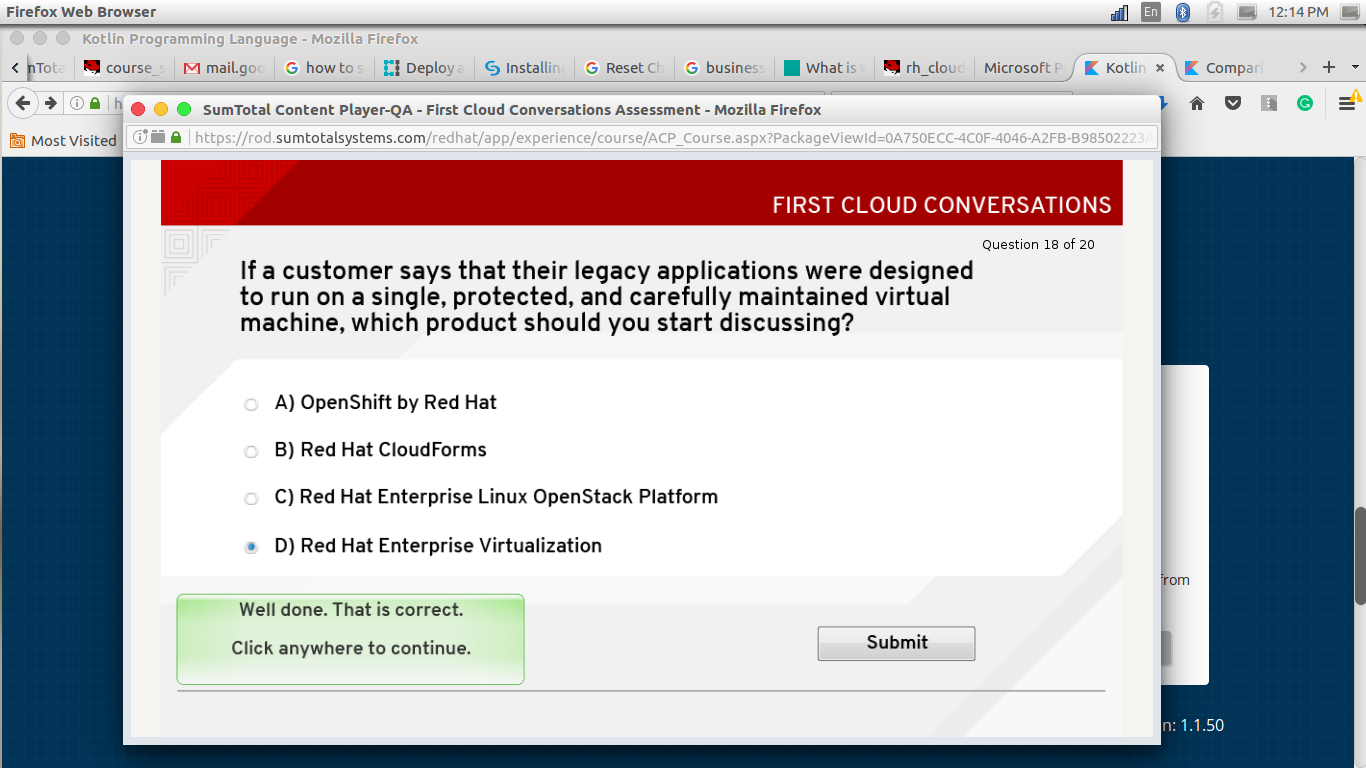 Firefox Web Browser
En
12:14 PM
Kotlin Programming Language - Mozilla Firefox
course_s
mail.goo
how to s
Deploy a
Installin
Reset Ch
business
What is
rh_cloud
Microsoft P
Kotlin
Compari
SumTotal Content Player-QA - First Cloud Conversations Assessment - Mozilla Firefox
https://rod.sumtotalsystems.com/redhat/app/experience/course/ACP_Course.aspx?PackageViewId=0A750ECC-4C0F-4046-A2FB-B98502223A
Most Visited
FIRST CLOUD CONVERSATIONS
Question 18 of 20
If a customer says that their legacy applications were designed
to run on a single, protected, and carefully maintained virtual
machine, which product should you start discussing?
A) OpenShift by Red Hat
B) Red Hat CloudForms
C) Red Hat Enterprise Linux OpenStack Platform
D) Red Hat Enterprise Virtualization
from
Well done. That is correct.
Click anywhere to continue.
Submit
n: 1.1.50